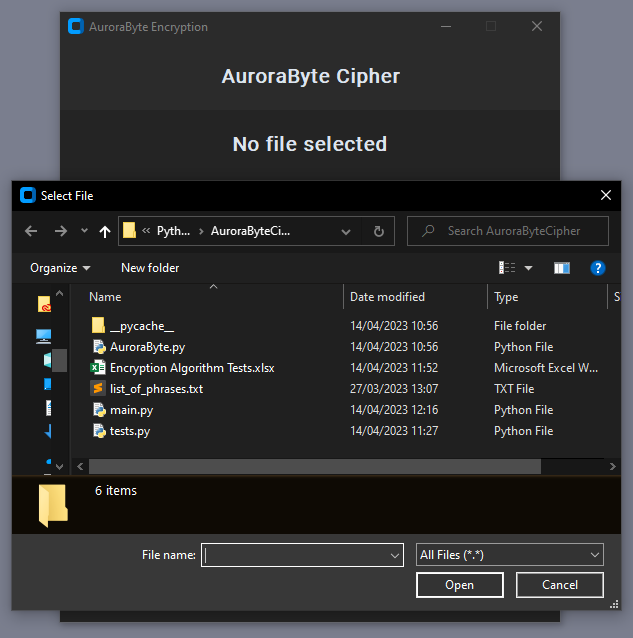 AuroraByte Encryption
AuroraByte Cipher
No file selected
Select File
« Pyth... > AuroraByteCi...
Search AuroraByteCipher
Organize
New folder
Name Date modified Type S
__pycache__ 14/04/2023 10:56 File folder
AuroraByte.py 14/04/2023 10:56 Python File
Encryption Algorithm Tests.xlsx 14/04/2023 11:52 Microsoft Excel W...
list_of_phrases.txt 27/03/2023 13:07 TXT File
main.py 14/04/2023 12:16 Python File
tests.py 14/04/2023 11:27 Python File
6 items
File name:
All Files (*.*)
Open
Cancel